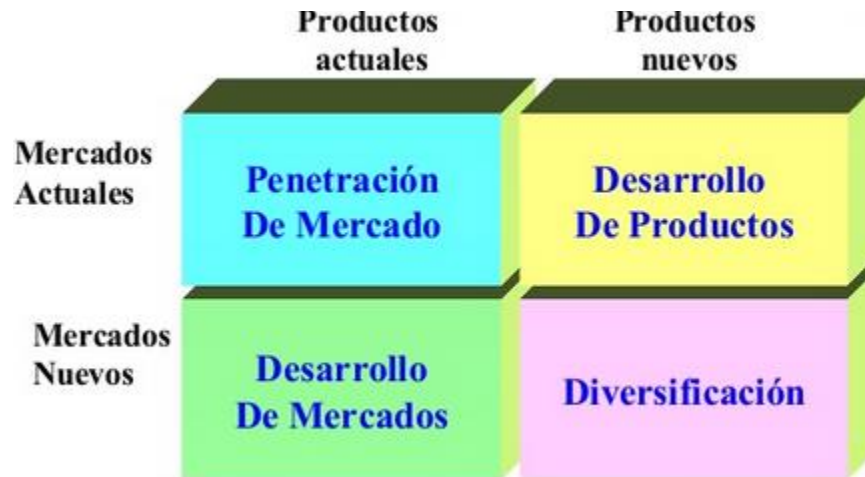 Productos
actuales
Productos
nuevos
Mercados
Actuales
Penetración
De Mercado
Desarrollo
De Productos
Mercados
Nuevos
Desarrollo
De Mercados
Diversificación